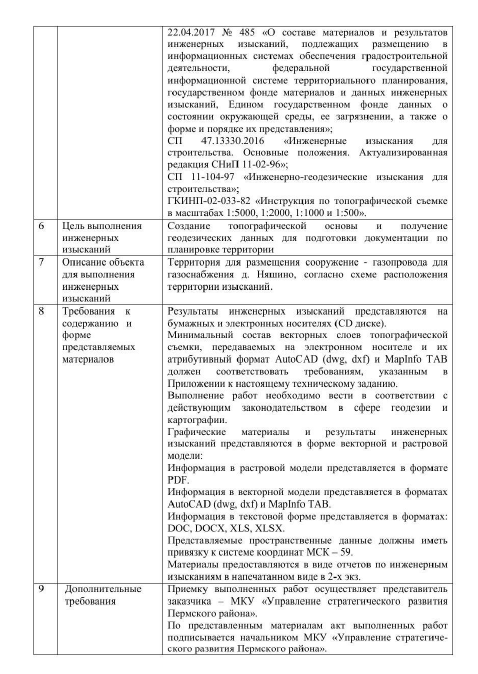 22.04.2017 № 485 «О составе материалов и результатов
инженерных изысканий, подлежащих размещению в
информационных системах обеспечения градостроительной
деятельности, федеральной государственной
информационной системе территориального планирования,
государственном фонде материалов и данных инженерных
изысканий, Едином государственном фонде данных о
состоянии окружающей среды, ее загрязнении, а также о
форме и порядке их представления»;
СП 47.13330.2016 «Инженерные изыскания для
строительства. Основные положения. Актуализированная
редакция СНиП 11-02-96»;
СП 11-104-97 «Инженерно-геодезические изыскания для
строительства»;
ГКИНП-02-033-82 «Инструкция по топографической съемке
в масштабах 1:5000, 1:2000, 1:1000 и 1:500».
6 Цель выполнения
инженерных
изысканий
Создание топографической основы и получение
геодезических данных для подготовки документации по
планировке территории
7 Описание объекта
для выполнения
инженерных
изысканий
Территория для размещения сооружение - газопровода для
газоснабжения д. Няшино, согласно схеме расположения
территории изысканий.
8 Требования к
содержанию и
форме
представляемых
материалов
Результаты инженерных изысканий представляются на
бумажных и электронных носителях (CD диске).
Минимальный состав векторных слоев топографической
съемки, передаваемых на электронном носителе и их
атрибутивный формат AutoCAD (dwg, dxf) и MapInfo TAB
должен соответствовать требованиям, указанным в
Приложении к настоящему техническому заданию.
Выполнение работ необходимо вести в соответствии с
действующим законодательством в сфере геодезии и
картографии.
Графические материалы и результаты инженерных
изысканий представляются в форме векторной и растровой
модели:
Информация в растровой модели представляется в формате
PDF.
Информация в векторной модели представляется в форматах
AutoCAD (dwg, dxf) и MapInfo TAB.
Информация в текстовой форме представляется в форматах:
DOC, DOCX, XLS, XLSX.
Представляемые пространственные данные должны иметь
привязку к системе координат МСК – 59.
Материалы предоставляются в виде отчетов по инженерным
изысканиям в напечатанном виде в 2-х экз.
9 Дополнительные
требования
Приемку выполненных работ осуществляет представитель
заказчика – МКУ «Управление стратегического развития
Пермского района».
По представленным материалам акт выполненных работ
подписывается начальником МКУ «Управление стратегиче-
ского развития Пермского района».